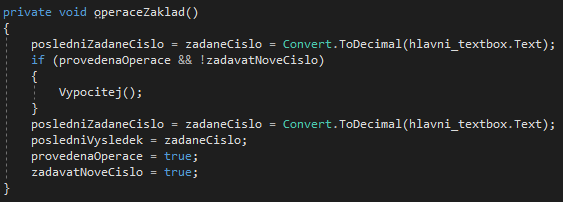 private void operaceZaklad()
{
posledniZadaneCislo = zadaneCislo = Convert.ToDecimal(hlavni_textbox.Text);
if (provedenaOperace && !zadavatNoveCislo)
{
Vypocitej();
}
posledniZadaneCislo = zadaneCislo = Convert.ToDecimal(hlavni_textbox.Text);
posledniVysledek = zadaneCislo;
provedenaOperace = true;
zadavatNoveCislo = true;
}